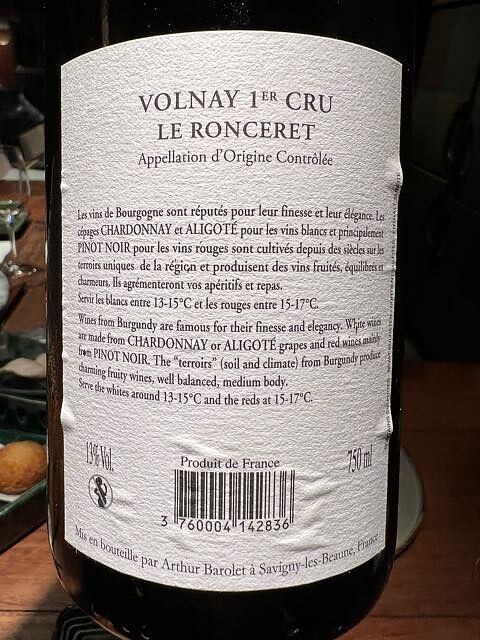 VOLNAY 1ER CRU
LE RONCERET
Appellation d'Origine Contrôlée
Les vins de Bourgogne sont réputés pour leur finesse et leur élégance. Les
cépages CHARDONNAY et ALIGOTÉ pour les vins blancs et principalement
PINOT NOIR pour les vins rouges sont cultivés depuis des siècles sur les
terroirs uniques de la région et produisent des vins fruités, équilibrés et
charmeurs. Ils agrémenteront vos apéritifs et repas.
Servir les blancs entre 13-15°C et les rouges entre 15-17°C.
Wines from Burgundy are famous for their finesse and elegancy. White wines
are made from CHARDONNAY or ALIGOTÉ grapes and red wines mainly
from PINOT NOIR. The "terroirs" (soil and climate) from Burgundy produce
charming fruity wines, well balanced, medium body.
Serve the whites around 13-15°C and the reds at 15-17°C.
13% Vol.
Produit de France
750 ml
3 760004 142836
Mis en bouteille par Arthur Barolet à Savigny-les-Beaune, France